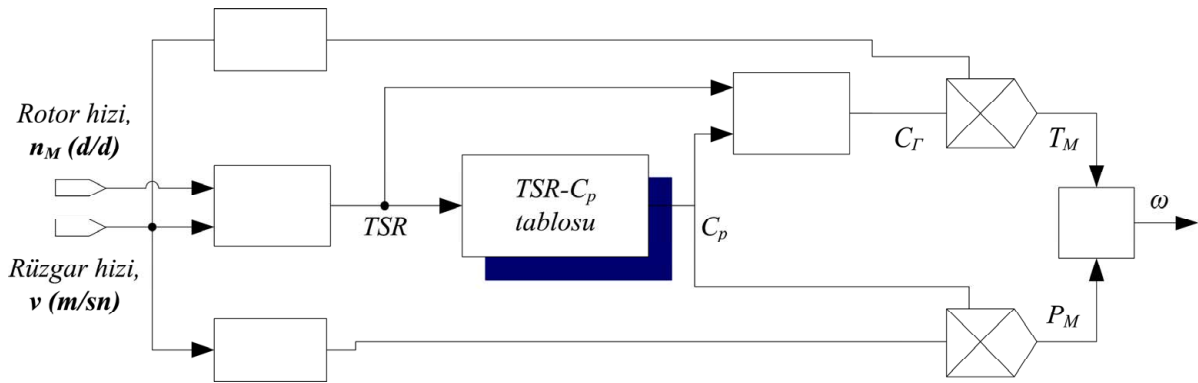 Rotor hizi,
n_M (d/d)
Rüzgar hizi,
v (m/sn)
TSR
TSR-C_p
tablosu
C_p
C_Γ
T_M
P_M
ω